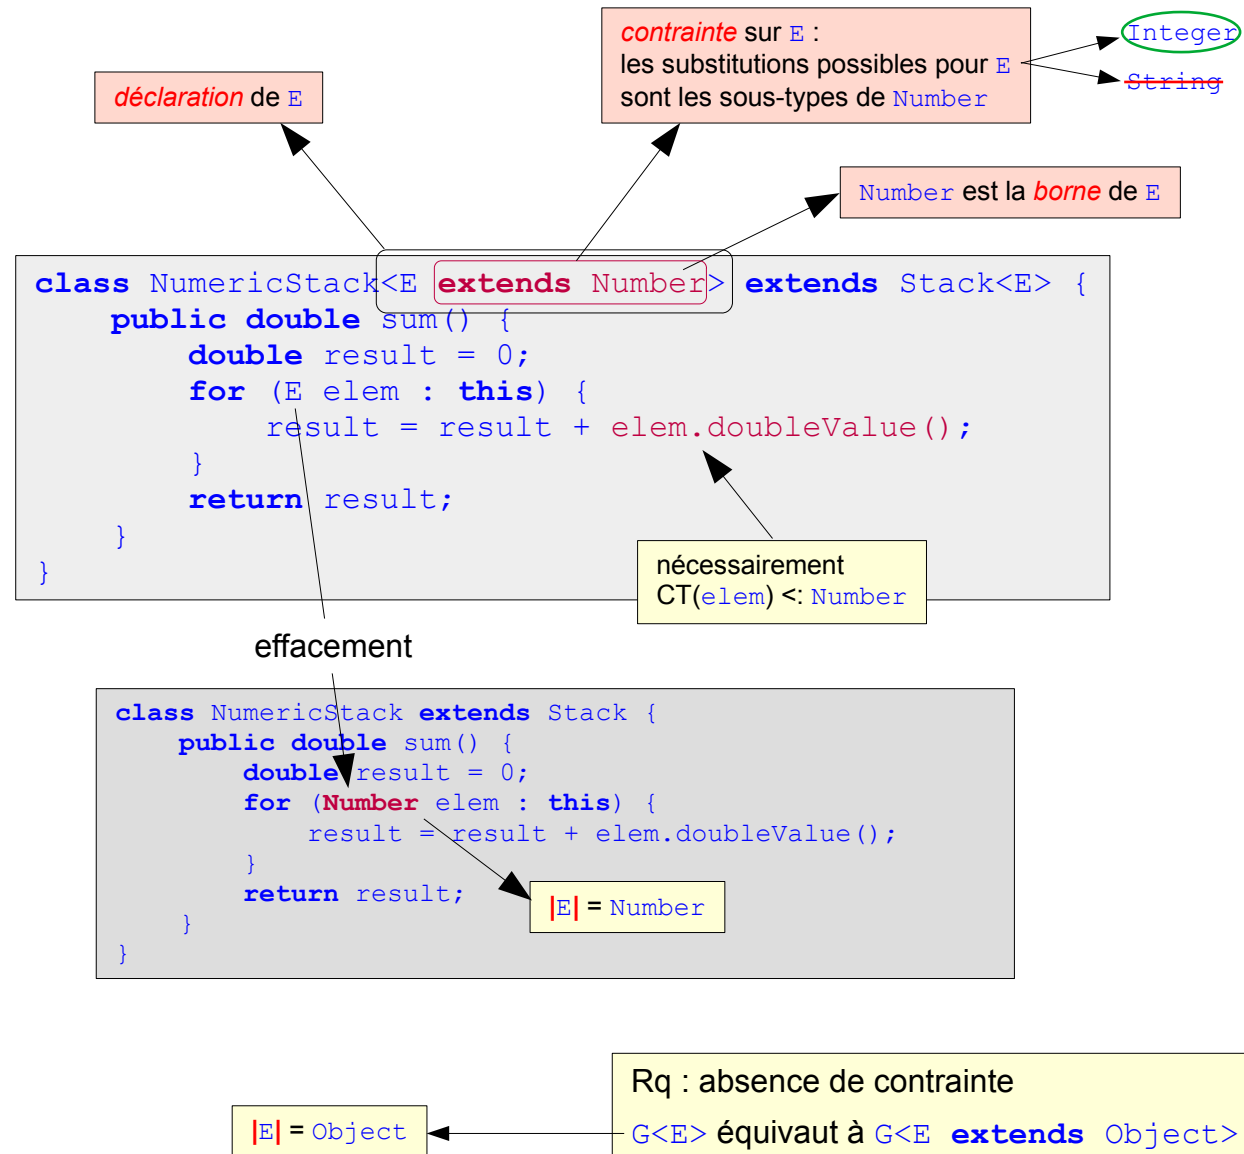 contrainte sur E :
les substitutions possibles pour E
sont les sous-types de Number
Integer
String
déclaration de E
Number est la borne de E
class NumericStack<E extends Number> extends Stack<E> {
    public double sum() {
        double result = 0;
        for (E elem : this) {
            result = result + elem.doubleValue();
        }
        return result;
    }
}
nécessairement
CT(elem) <: Number
effacement
class NumericStack extends Stack {
    public double sum() {
        double result = 0;
        for (Number elem : this) {
            result = result + elem.doubleValue();
        }
        return result;
    }
}
|E| = Number
Rq : absence de contrainte
|E| = Object
G<E> équivaut à G<E extends Object>